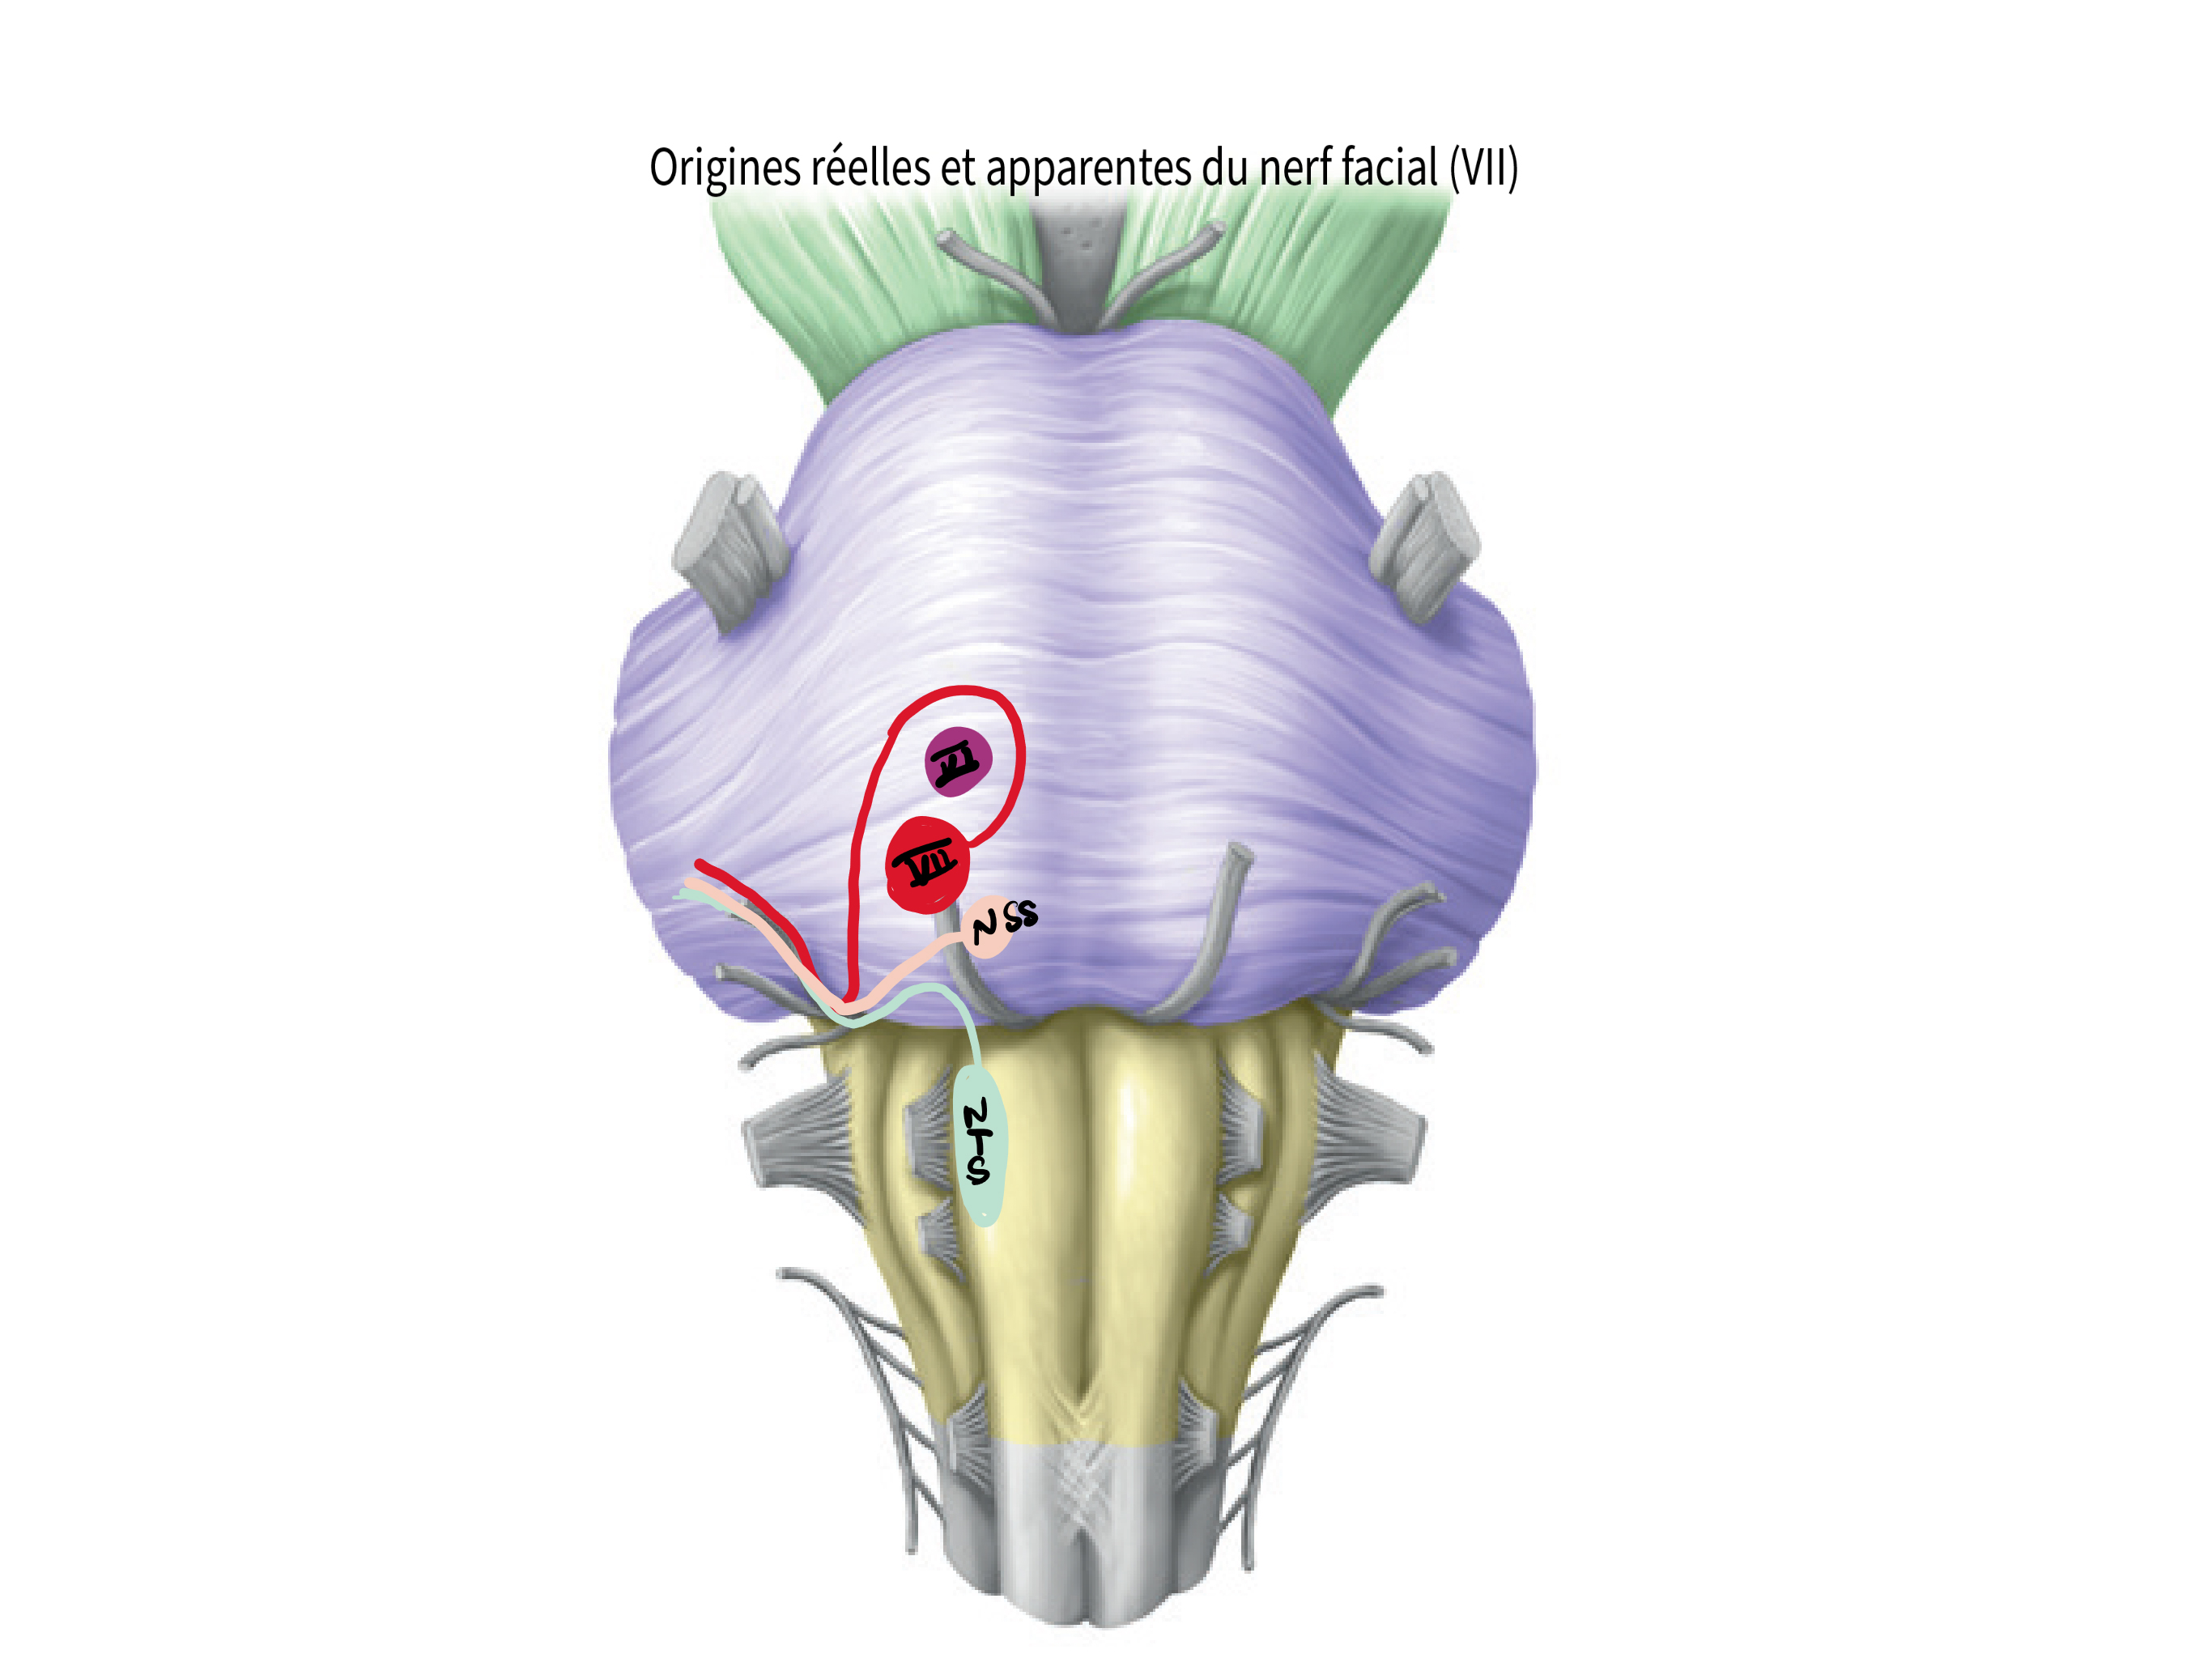 Origines réelles et apparentes du nerf facial (VII)
VI
VII
NSS
NTS